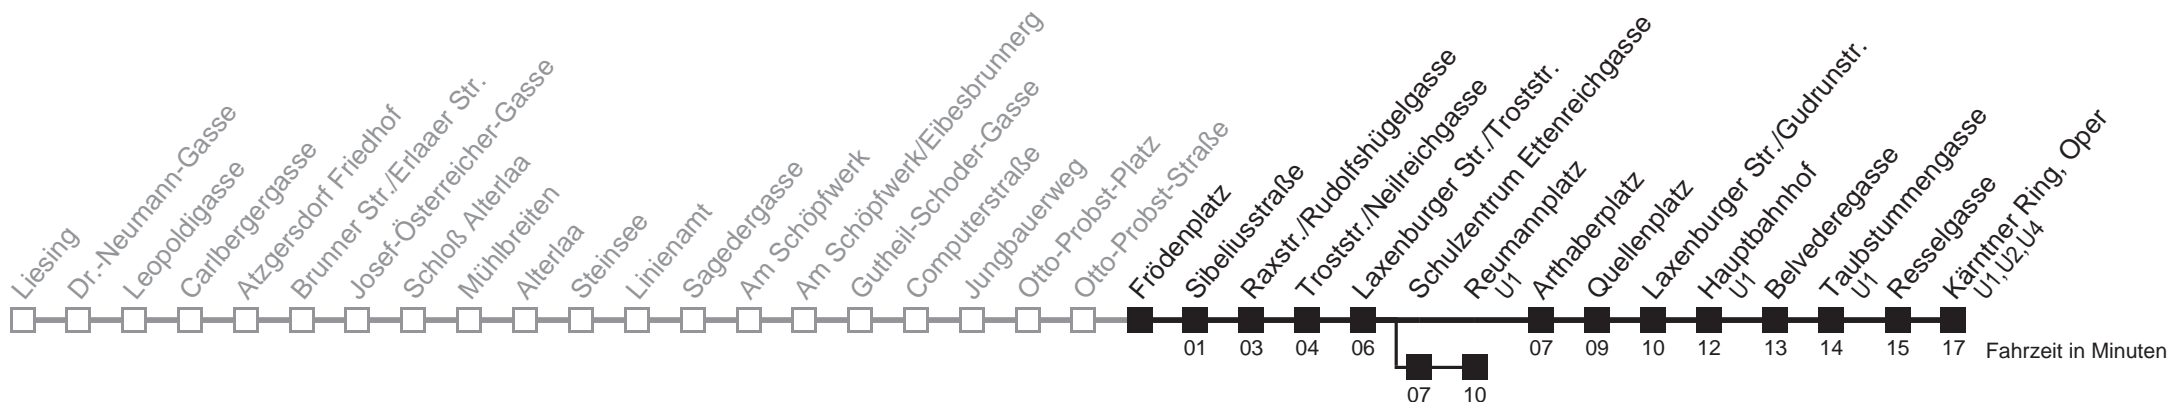 Liesing
Dr.-Neumann-Gasse
Leopoldigasse
Carlbergergasse
Atzgersdorf Friedhof
Brunner Str./Erlaaer Str.
Josef-Österreicher-Gasse
Schloß Alterlaa
Mühlbreiten
Alterlaa
Steinsee
Linienamt
Sagedergasse
Am Schöpfwerk
Am Schöpfwerk/Eibesbrunnerg
Gutheil-Schoder-Gasse
Computerstraße
Jungbauerweg
Otto-Probst-Platz
Otto-Probst-Straße
Frödenplatz
Sibeliusstraße
Raxstr./Rudolfshügelgasse
Troststr./Neilreichgasse
Laxenburger Str./Troststr.
Schulzentrum Ettenreichgasse
Reumannplatz
U1
Arthaberplatz
Quellenplatz
Laxenburger Str./Gudrunstr.
Hauptbahnhof
U1
Belvederegasse
Taubstummengasse
U1
Resselgasse
Kärntner Ring, Oper
U1,U2,U4
01 03 04 06 07 09 10 12 13 14 15 17 Fahrzeit in Minuten
07 10